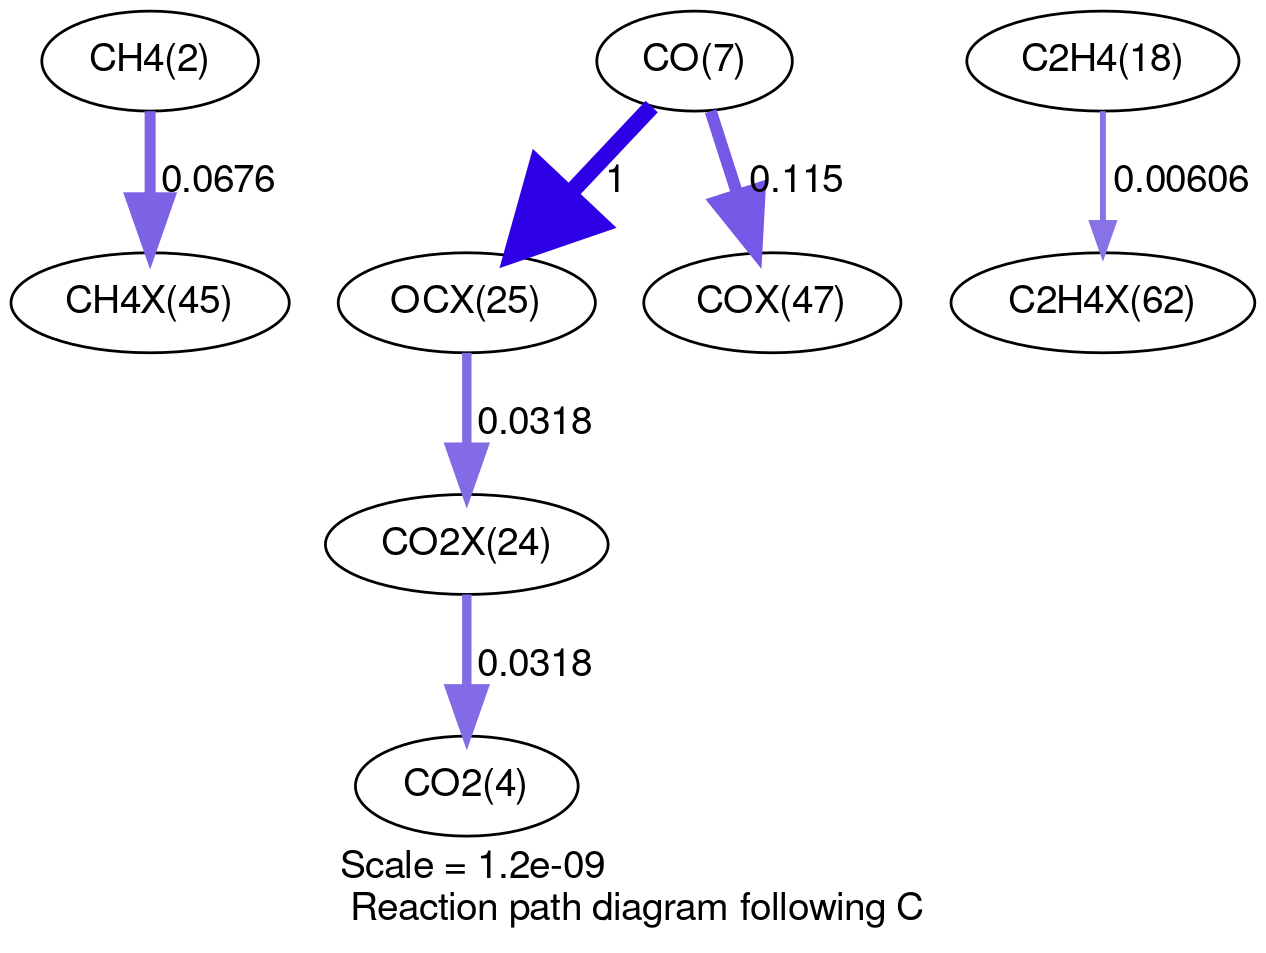 CH4(2)
CO(7)
C2H4(18)
0.0676
1
0.115
0.00606
CH4X(45)
OCX(25)
COX(47)
C2H4X(62)
0.0318
CO2X(24)
0.0318
CO2(4)
Scale = 1.2e-09
Reaction path diagram following C